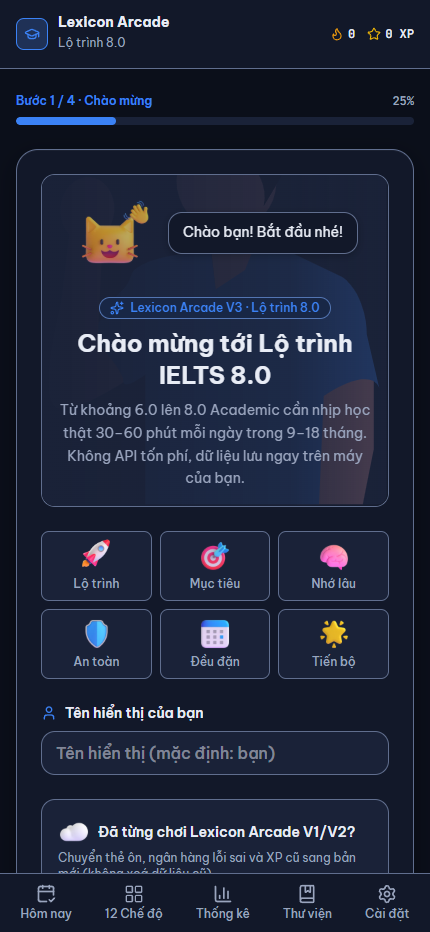 Lexicon Arcade
Lộ trình 8.0
0
0 XP
Bước 1 / 4 · Chào mừng
25%
Chào bạn! Bắt đầu nhé!
Lexicon Arcade V3 · Lộ trình 8.0
Chào mừng tới Lộ trình
IELTS 8.0
Từ khoảng 6.0 lên 8.0 Academic cần nhịp học
thật 30–60 phút mỗi ngày trong 9–18 tháng.
Không API tốn phí, dữ liệu lưu ngay trên máy
của bạn.
Lộ trình
Mục tiêu
Nhớ lâu
An toàn
Đều đặn
Tiến bộ
Tên hiển thị của bạn
Tên hiển thị (mặc định: bạn)
Đã từng chơi Lexicon Arcade V1/V2?
Chuyển thẻ ôn, ngân hàng lỗi sai và XP cũ sang bản
mới (không xoá dữ liệu cũ).
Hôm nay
12 Chế độ
Thống kê
Thư viện
Cài đặt